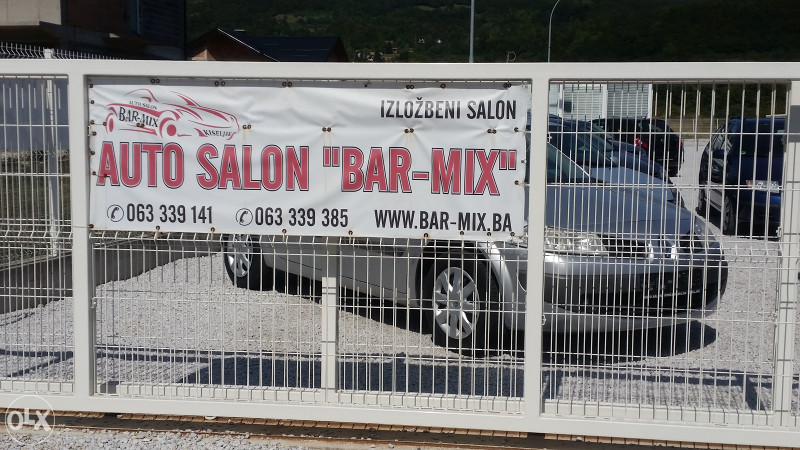 AUTO SALON
BAR-MIX
KISELJAK
IZLOŽBENI SALON
AUTO SALON "BAR-MIX"
063 339 141 063 339 385 WWW.BAR-MIX.BA
OLX